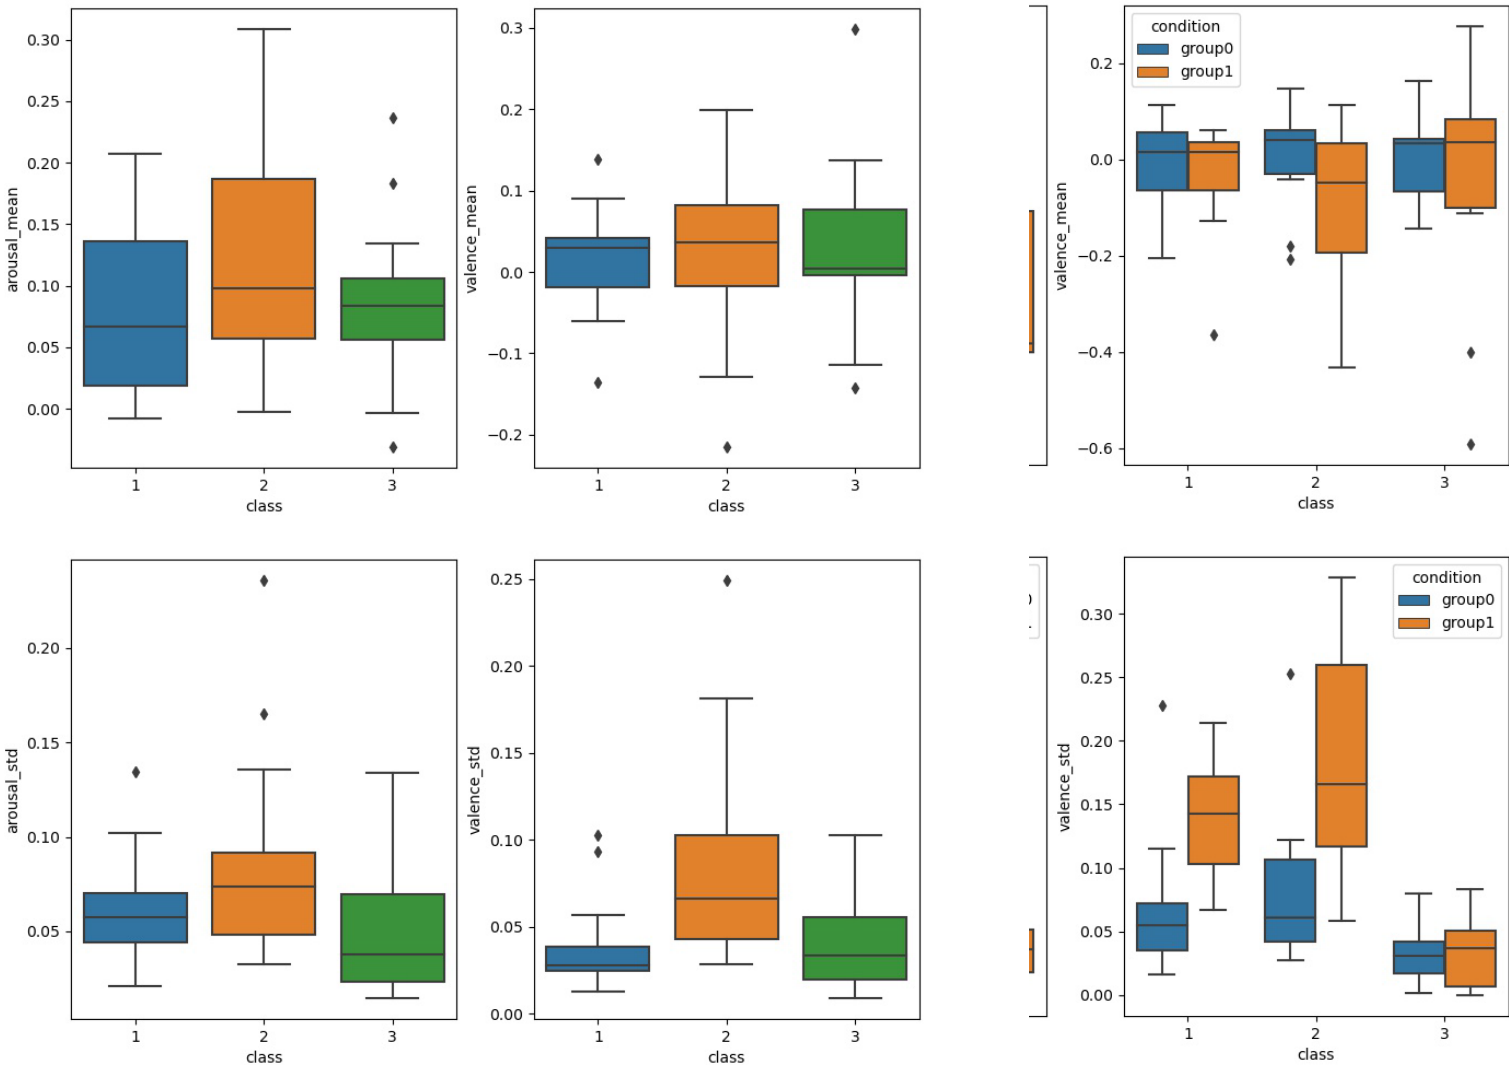 arousal_mean
0.30
0.25
0.20
0.15
0.10
0.05
0.00
1 2 3
class
valence_mean
0.3
0.2
0.1
0.0
−0.1
−0.2
1 2 3
class
valence_mean
0.2
0.0
−0.2
−0.4
−0.6
condition
group0
group1
1 2 3
class
arousal_std
0.20
0.15
0.10
0.05
1 2 3
class
valence_std
0.25
0.20
0.15
0.10
0.05
0.00
1 2 3
class
valence_std
0.30
0.25
0.20
0.15
0.10
0.05
0.00
condition
group0
group1
1 2 3
class